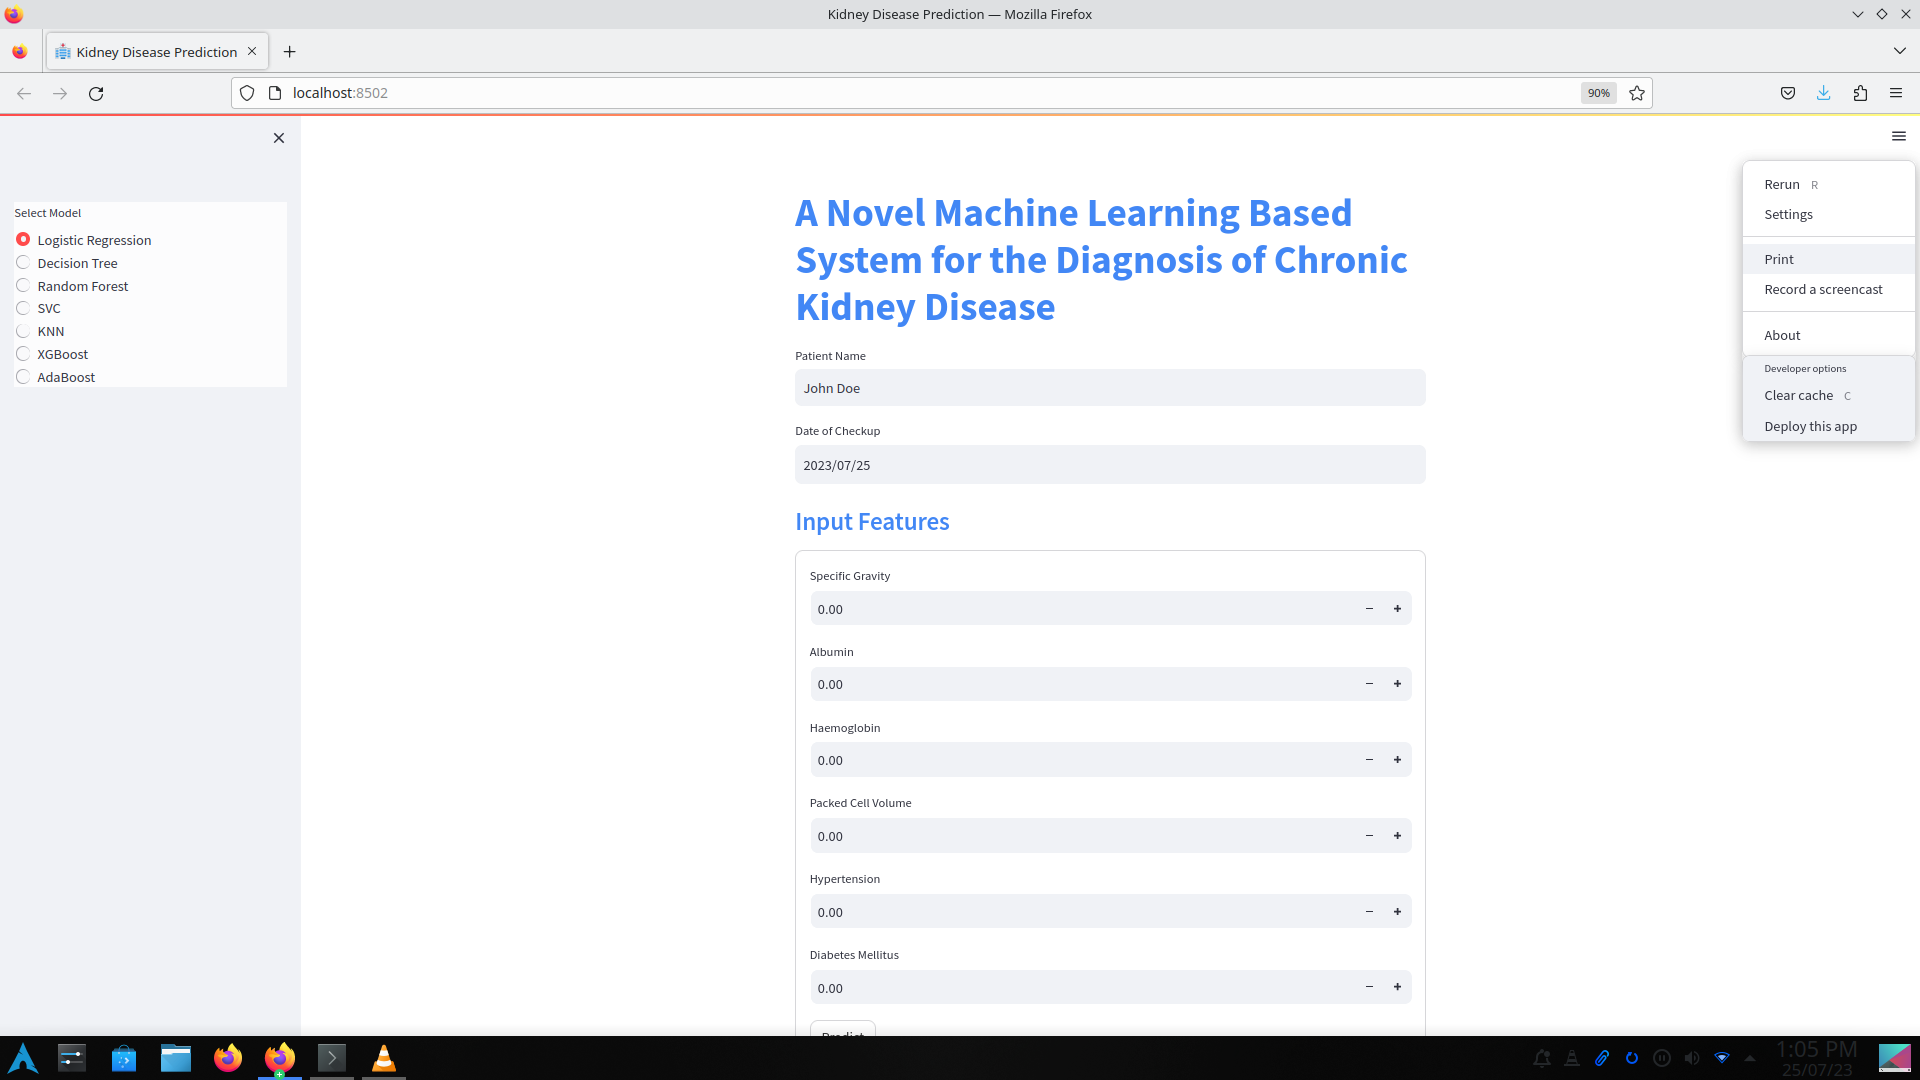 Kidney Disease Prediction — Mozilla Firefox
Kidney Disease Prediction
localhost:8502
90%
Select Model
Logistic Regression
Decision Tree
Random Forest
SVC
KNN
XGBoost
AdaBoost
A Novel Machine Learning Based
System for the Diagnosis of Chronic
Kidney Disease
Patient Name
John Doe
Date of Checkup
2023/07/25
Input Features
Specific Gravity
0.00
Albumin
0.00
Haemoglobin
0.00
Packed Cell Volume
0.00
Hypertension
0.00
Diabetes Mellitus
0.00
Predict
Rerun R
Settings
Print
Record a screencast
About
Developer options
Clear cache C
Deploy this app
1:05 PM
25/07/23